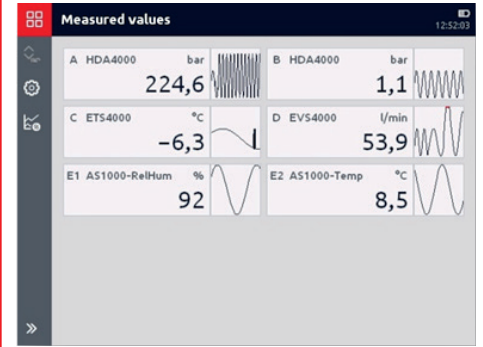 Measured values
12:52:03
A HDA4000 bar
224,6
B HDA4000 bar
1,1
C ETS4000 °C
–6,3
D EVS4000 l/min
53,9
E1 AS1000-RelHum %
92
E2 AS1000-Temp °C
8,5